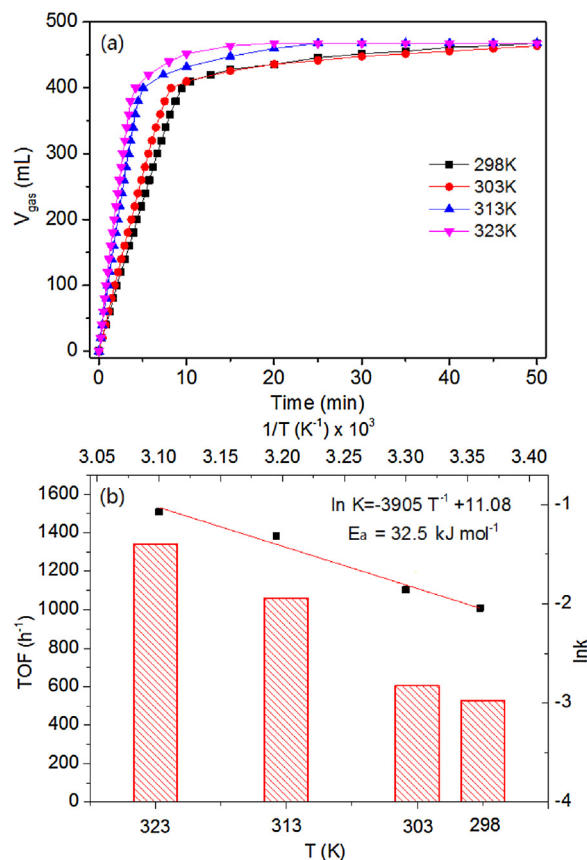 (a)
500
400
300
200
100
0
V_gas (mL)
298K
303K
313K
323K
0 10 20 30 40 50
Time (min)
1/T (K⁻¹) x 10³
3.05 3.10 3.15 3.20 3.25 3.30 3.35 3.40
(b)
ln K=-3905 T⁻¹ +11.08
Ea = 32.5 kJ mol⁻¹
1600
1400
1200
1000
800
600
400
200
0
TOF (h⁻¹)
-1
-2
-3
-4
lnk
323 313 303 298
T (K)